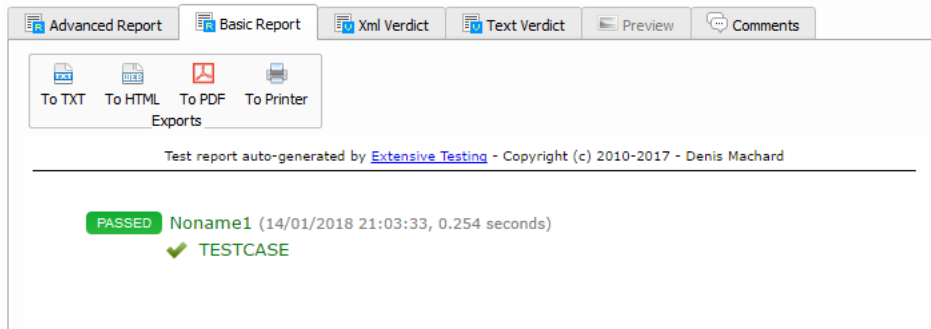 Advanced Report Basic Report Xml Verdict Text Verdict Preview Comments
TXT WEB
To TXT To HTML To PDF To Printer
Exports
Test report auto-generated by Extensive Testing - Copyright (c) 2010-2017 - Denis Machard
PASSED Noname1 (14/01/2018 21:03:33, 0.254 seconds)
TESTCASE